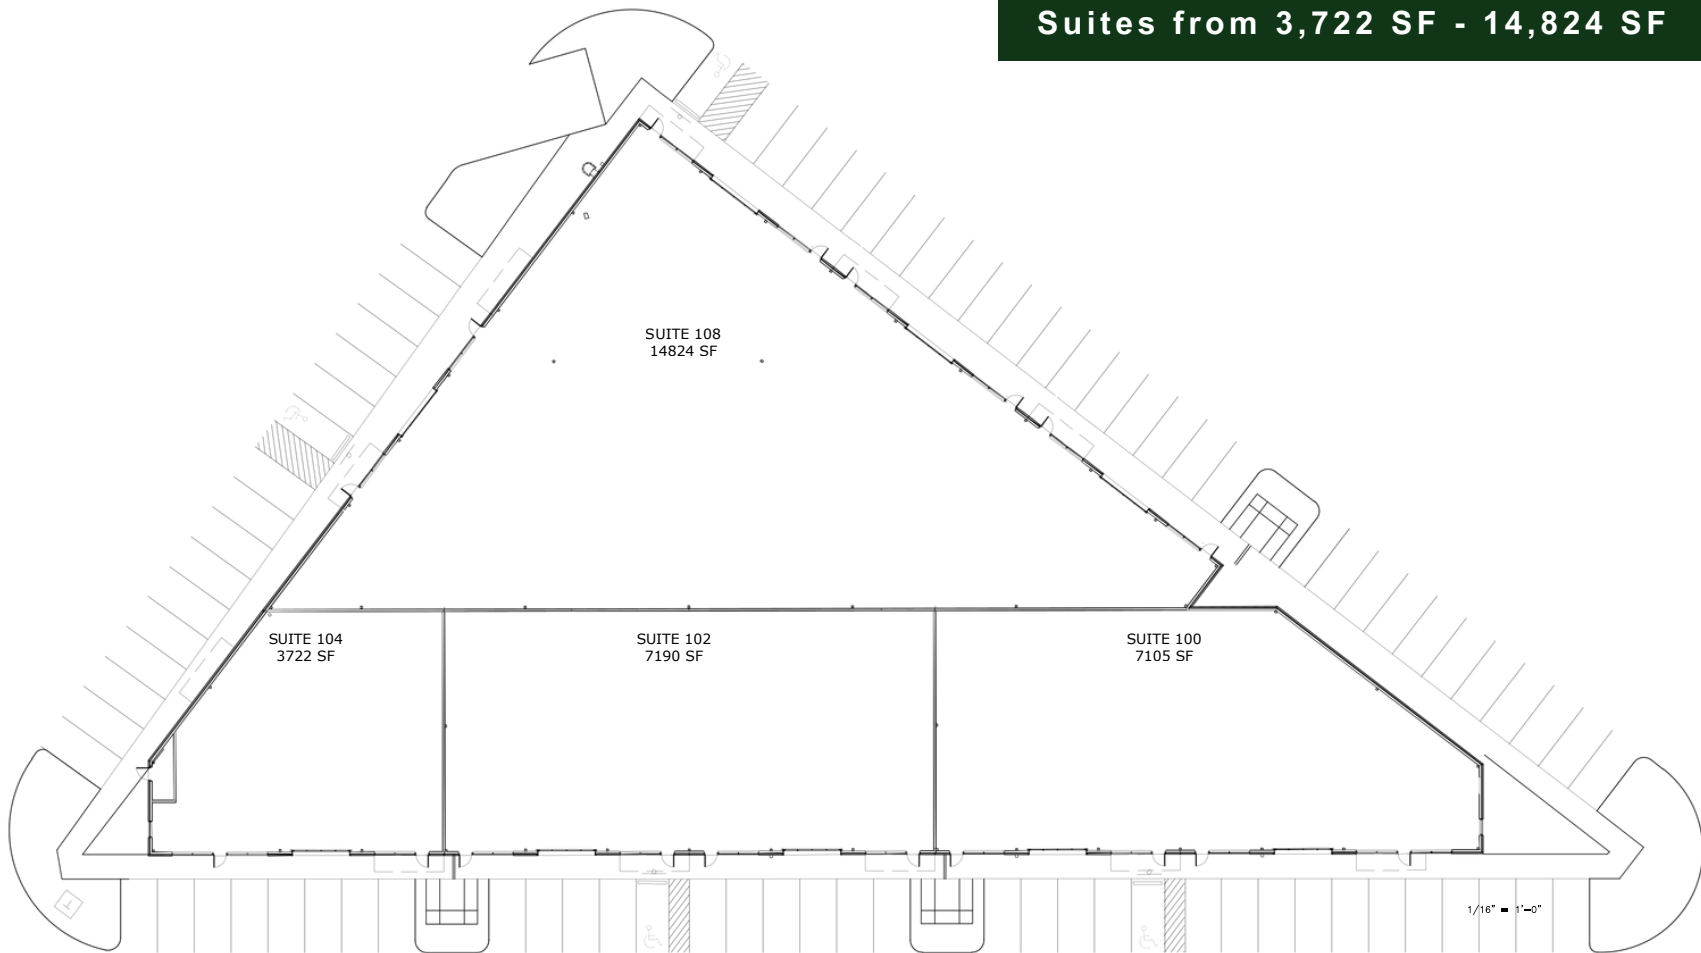 Suites from 3,722 SF - 14,824 SF
SUITE 108
14824 SF
SUITE 104
3722 SF
SUITE 102
7190 SF
SUITE 100
7105 SF
1/16" = 1'-0"